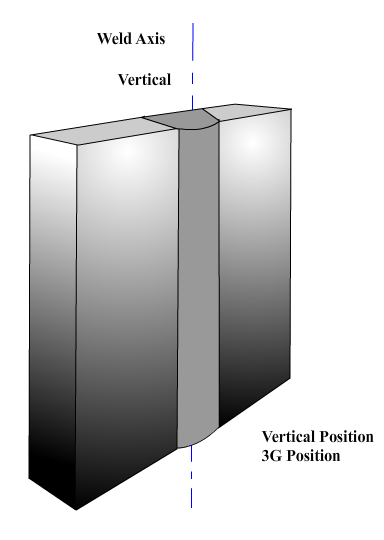 Weld Axis
Vertical
Vertical Position
3G Position